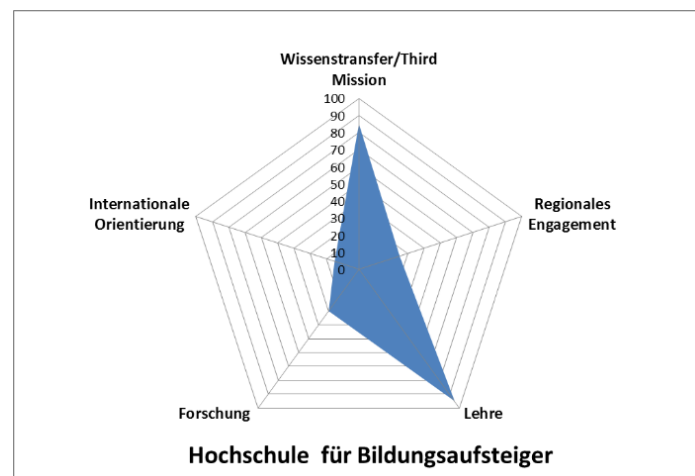 Wissenstransfer/Third
Mission
100
90
80
70
60
50
40
30
20
10
0
Internationale
Orientierung
Regionales
Engagement
Forschung
Lehre
Hochschule für Bildungsaufsteiger